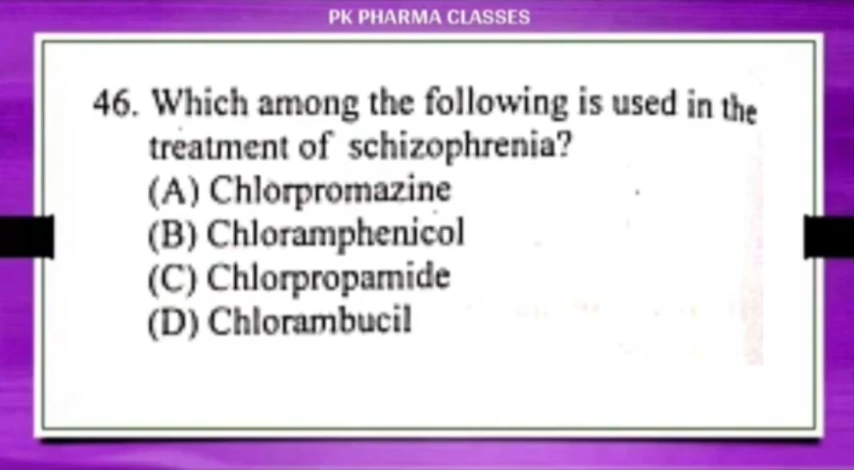 PK PHARMA CLASSES
46. Which among the following is used in the
treatment of schizophrenia?
(A) Chlorpromazine
(B) Chloramphenicol
(C) Chlorpropamide
(D) Chlorambucil